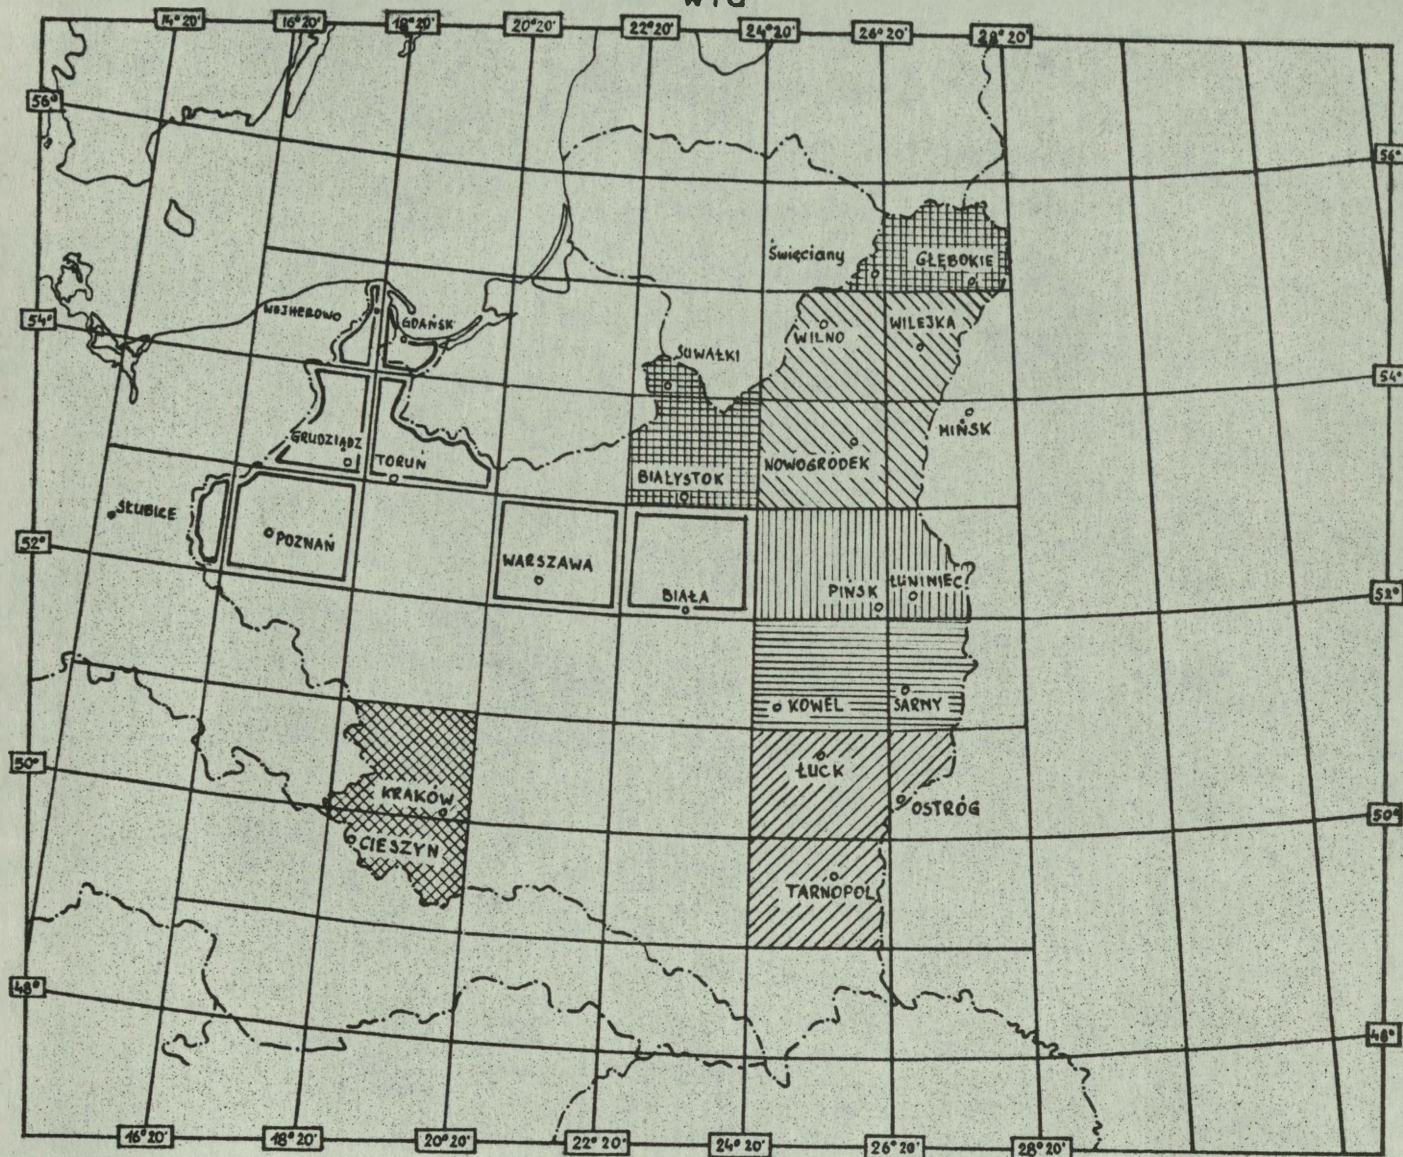 WIG
14°20' 16°20' 18°20' 20°20' 22°20' 24°20' 26°20' 28°20'
56° 56°
Święciany GŁĘBOKIE
WEJHEROWO GDAŃSK WILNO WILEJKA
54° 54°
SUWAŁKI
MIŃSK
GRUDZIĄDZ TORUŃ BIAŁYSTOK NOWOGRÓDEK
SŁUBICE POZNAŃ WARSZAWA BIAŁA PIŃSK ŁUNINIEC
52° 52°
KOWEL SARNY
50° ŁUCK
KRAKÓW OSTRÓG 50°
CIESZYN TARNOPOL
48° 48°
16°20' 18°20' 20°20' 22°20' 24°20' 26°20' 28°20'